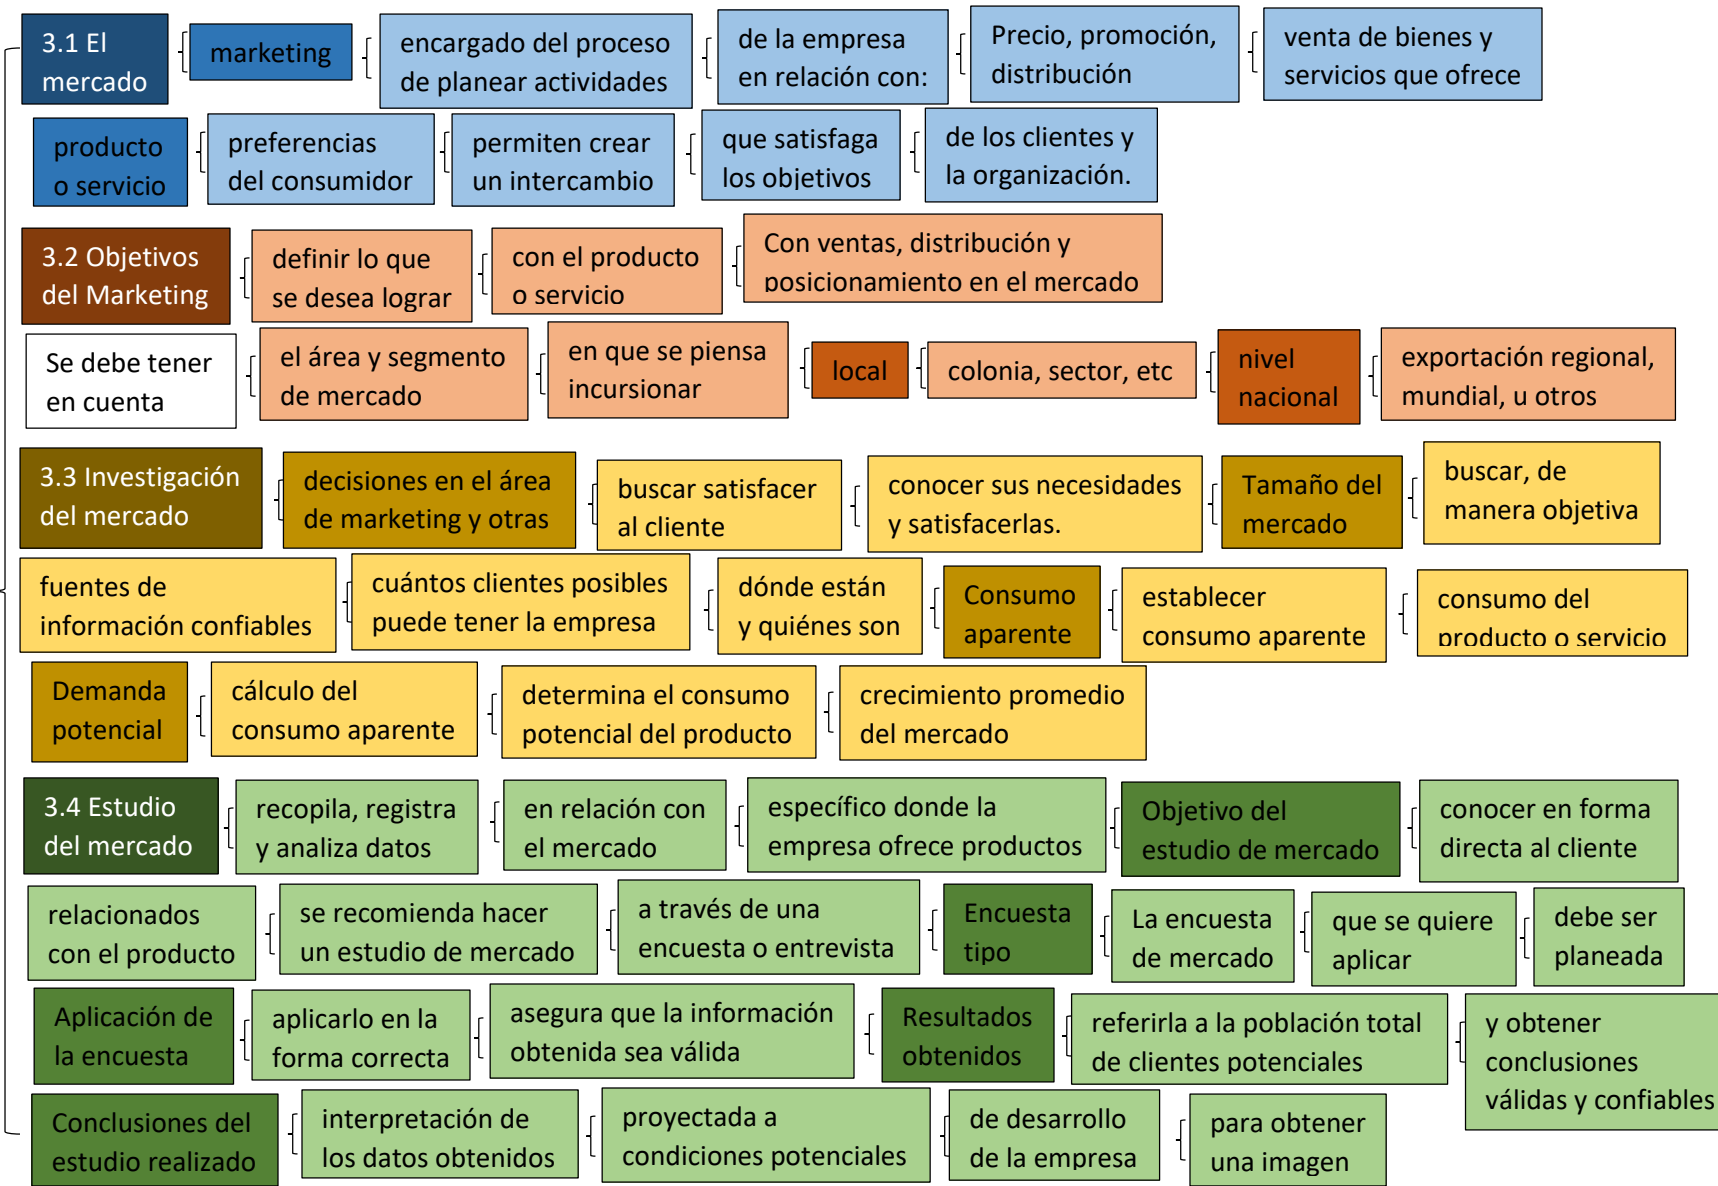 3.1 El
mercado
marketing
encargado del proceso
de planear actividades
de la empresa
en relación con:
Precio, promoción,
distribución
venta de bienes y
servicios que ofrece
producto
o servicio
preferencias
del consumidor
permiten crear
un intercambio
que satisfaga
los objetivos
de los clientes y
la organización.
3.2 Objetivos
del Marketing
definir lo que
se desea lograr
con el producto
o servicio
Con ventas, distribución y
posicionamiento en el mercado
Se debe tener
en cuenta
el área y segmento
de mercado
en que se piensa
incursionar
local
colonia, sector, etc
nivel
nacional
exportación regional,
mundial, u otros
3.3 Investigación
del mercado
decisiones en el área
de marketing y otras
buscar satisfacer
al cliente
conocer sus necesidades
y satisfacerlas.
Tamaño del
mercado
buscar, de
manera objetiva
fuentes de
información confiables
cuántos clientes posibles
puede tener la empresa
dónde están
y quiénes son
Consumo
aparente
establecer
consumo aparente
consumo del
producto o servicio
Demanda
potencial
cálculo del
consumo aparente
determina el consumo
potencial del producto
crecimiento promedio
del mercado
3.4 Estudio
del mercado
recopila, registra
y analiza datos
en relación con
el mercado
específico donde la
empresa ofrece productos
Objetivo del
estudio de mercado
conocer en forma
directa al cliente
relacionados
con el producto
se recomienda hacer
un estudio de mercado
a través de una
encuesta o entrevista
Encuesta
tipo
La encuesta
de mercado
que se quiere
aplicar
debe ser
planeada
Aplicación de
la encuesta
aplicarlo en la
forma correcta
asegura que la información
obtenida sea válida
Resultados
obtenidos
referirla a la población total
de clientes potenciales
y obtener
conclusiones
válidas y confiables
Conclusiones del
estudio realizado
interpretación de
los datos obtenidos
proyectada a
condiciones potenciales
de desarrollo
de la empresa
para obtener
una imagen